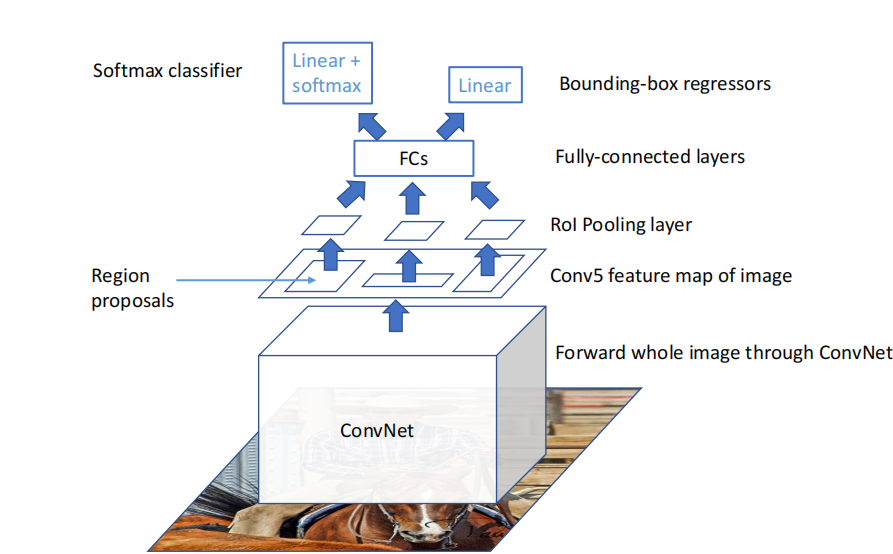 Softmax classifier
Linear +
softmax
Linear
Bounding-box regressors
FCs
Fully-connected layers
RoI Pooling layer
Region
proposals
Conv5 feature map of image
Forward whole image through ConvNet
ConvNet